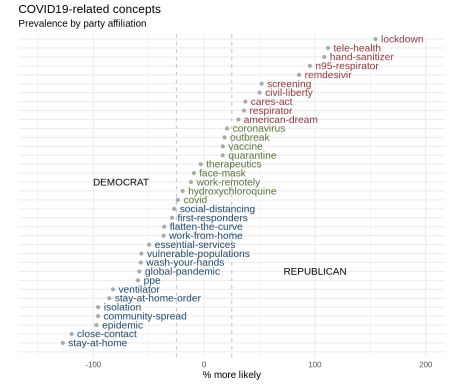 COVID19-related concepts
Prevalence by party affiliation
lockdown
tele-health
hand-sanitizer
n95-respirator
remdesivir
screening
civil-liberty
cares-act
respirator
american-dream
coronavirus
outbreak
vaccine
quarantine
therapeutics
face-mask
DEMOCRAT
work-remotely
hydroxychloroquine
covid
social-distancing
first-responders
flatten-the-curve
work-from-home
essential-services
vulnerable-populations
wash-your-hands
global-pandemic
REPUBLICAN
ppe
ventilator
stay-at-home-order
isolation
community-spread
epidemic
close-contact
stay-at-home
-100 0 100 200
% more likely